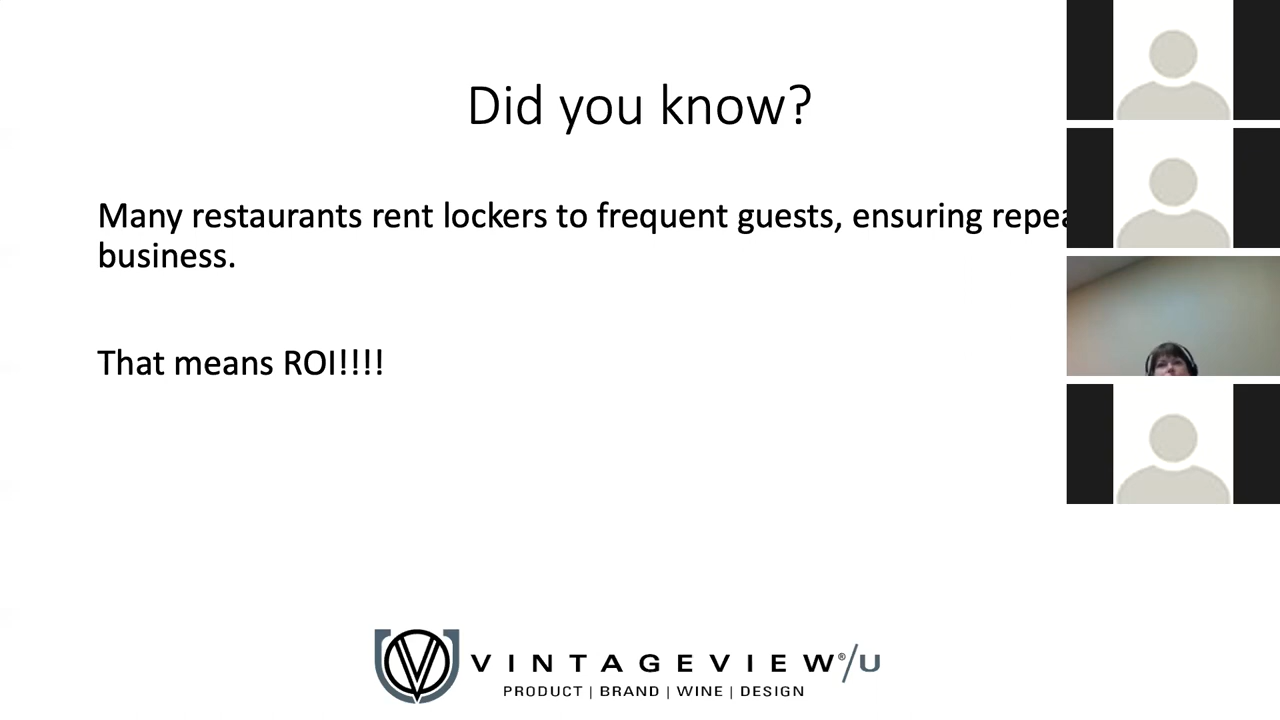 Did you know?
Many restaurants rent lockers to frequent guests, ensuring
business.
That means ROI!!!!
VINTAGEVIEW®/U
PRODUCT | BRAND | WINE | DESIGN